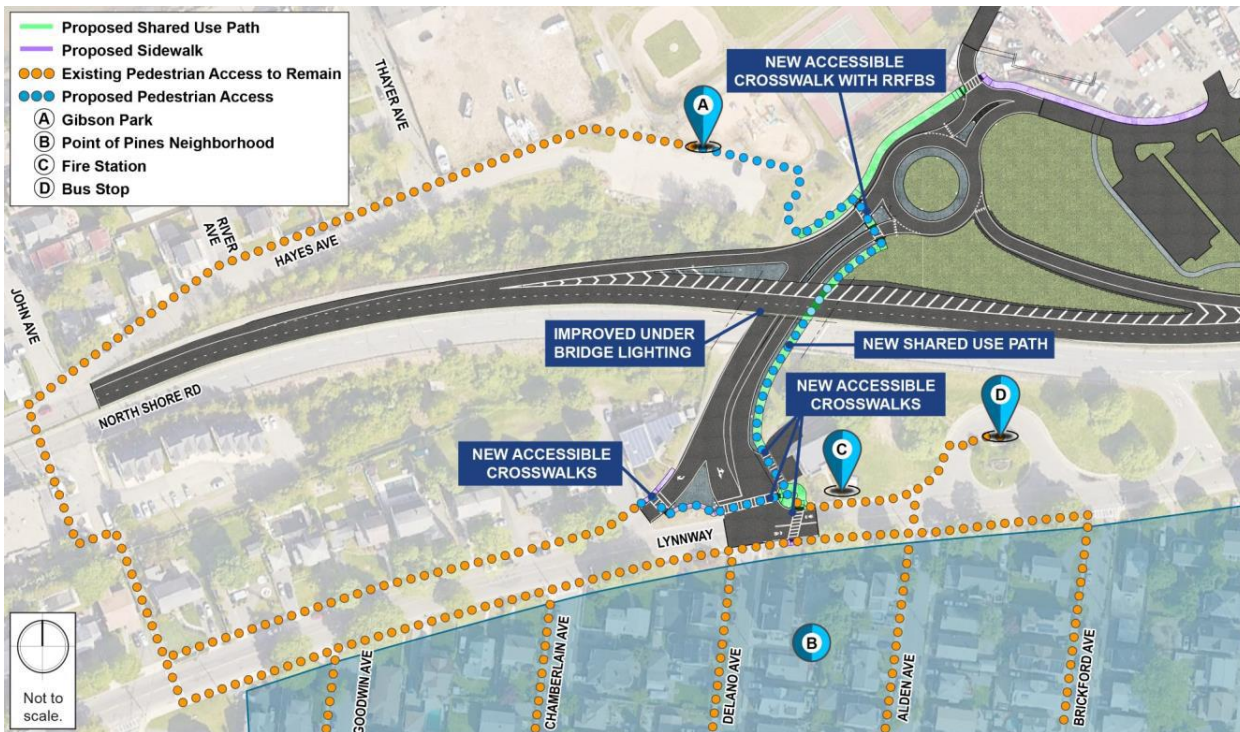 Proposed Shared Use Path
Proposed Sidewalk
Existing Pedestrian Access to Remain
Proposed Pedestrian Access
A Gibson Park
B Point of Pines Neighborhood
C Fire Station
D Bus Stop
THAYER AVE
A
NEW ACCESSIBLE
CROSSWALK WITH RRFBS
RIVER
AVE
HAYES AVE
JOHN AVE
NORTH SHORE RD
IMPROVED UNDER
BRIDGE LIGHTING
NEW SHARED USE PATH
NEW ACCESSIBLE
CROSSWALKS
D
NEW ACCESSIBLE
CROSSWALKS
C
LYNNWAY
B
GOODWIN AVE
CHAMBERLAIN AVE
DELANO AVE
ALDEN AVE
BRICKFORD AVE
Not to
scale.